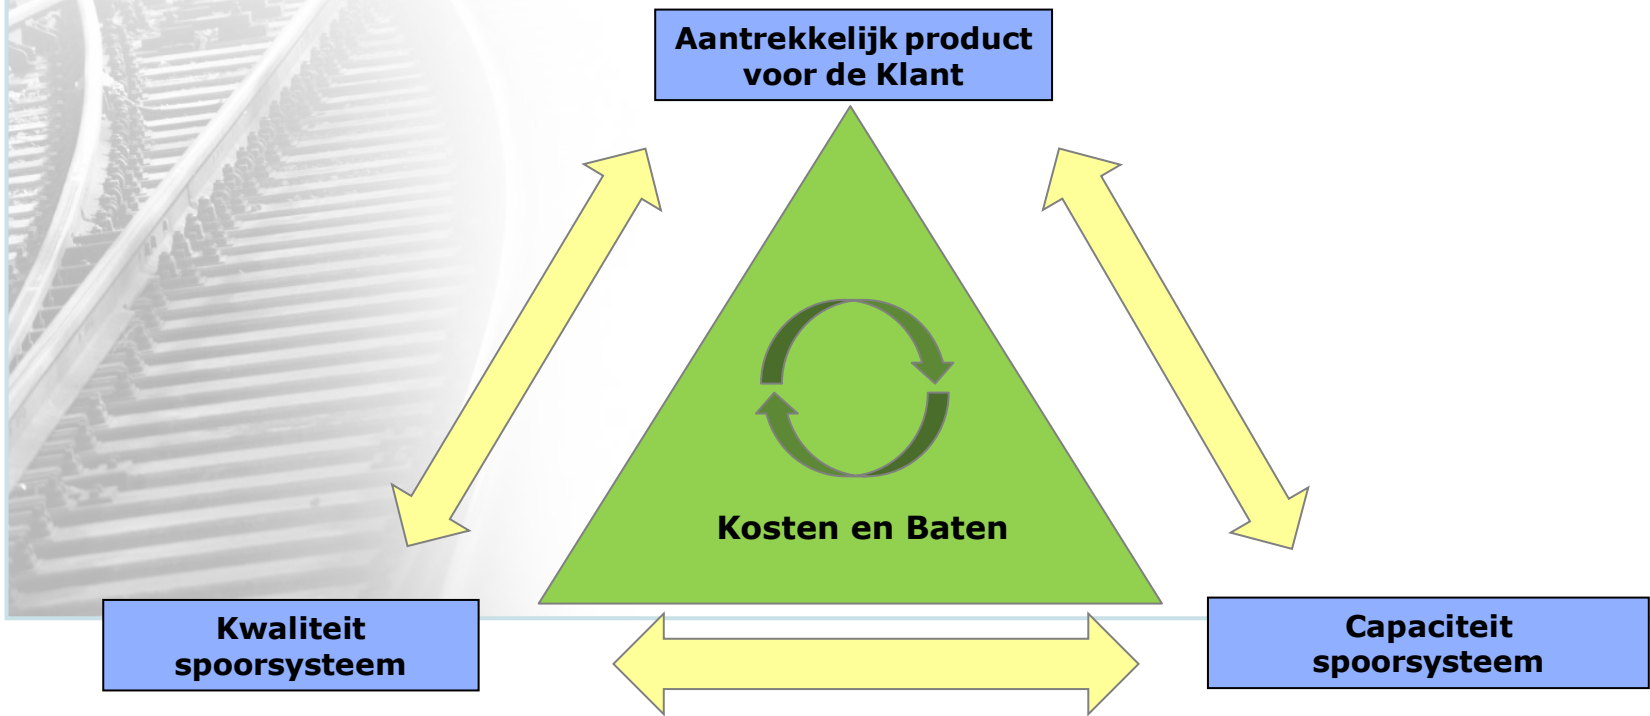 Aantrekkelijk product
voor de Klant
Kosten en Baten
Kwaliteit
spoorsysteem
Capaciteit
spoorsysteem